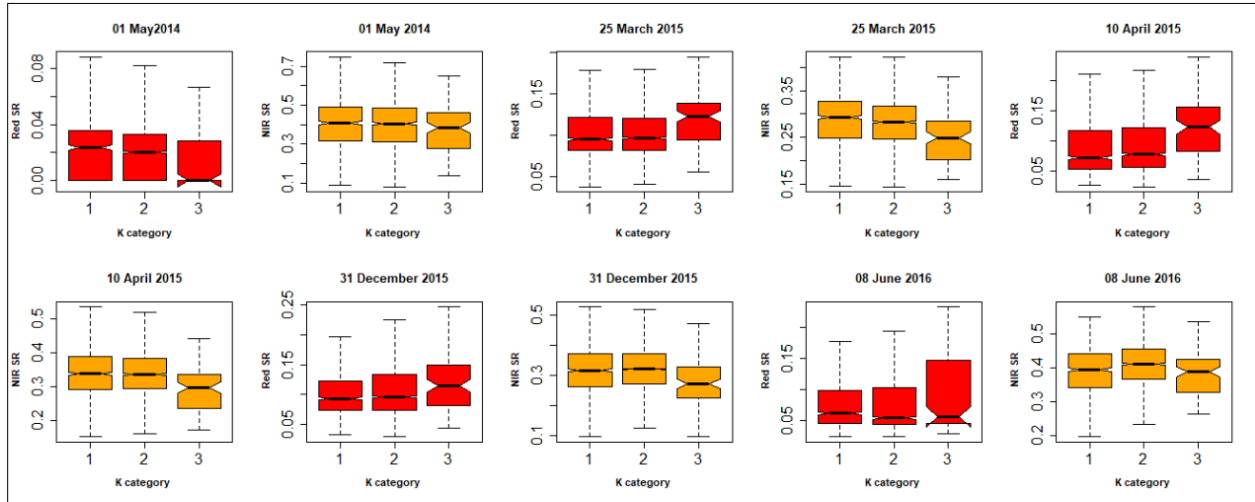 01 May2014
01 May 2014
25 March 2015
25 March 2015
10 April 2015
Red SR
0.00
0.04
0.08
NIR SR
0.1
0.3
0.5
0.7
Red SR
0.05
0.15
NIR SR
0.15
0.25
0.35
Red SR
0.05
0.15
1 2 3
1 2 3
1 2 3
1 2 3
1 2 3
K category
K category
K category
K category
K category
10 April 2015
31 December 2015
31 December 2015
08 June 2016
08 June 2016
NIR SR
0.2
0.3
0.4
0.5
Red SR
0.05
0.15
0.25
NIR SR
0.1
0.3
0.5
Red SR
0.05
0.15
NIR SR
0.2
0.3
0.4
0.5
1 2 3
1 2 3
1 2 3
1 2 3
1 2 3
K category
K category
K category
K category
K category